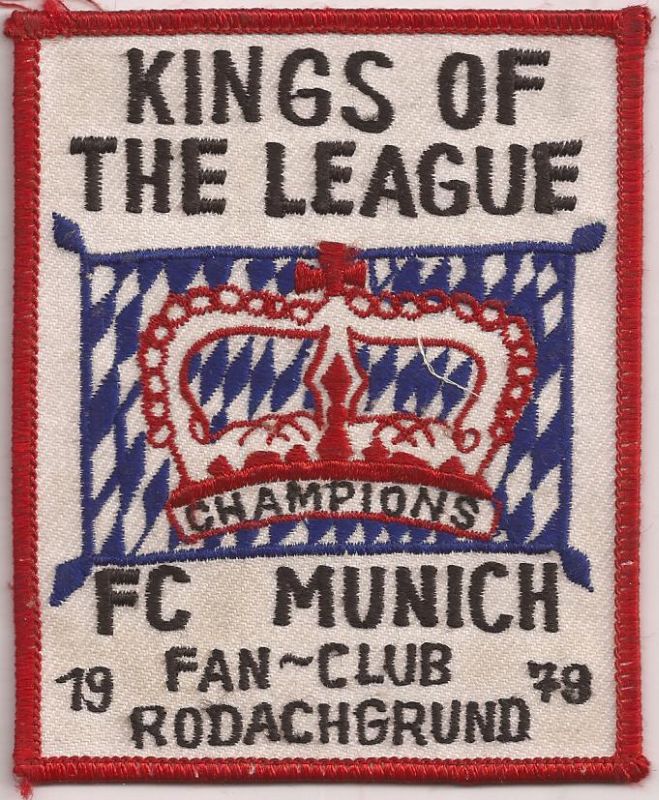 KINGS OF
THE LEAGUE
CHAMPIONS
FC MUNICH
FAN~CLUB
19 79
RODACHGRUND